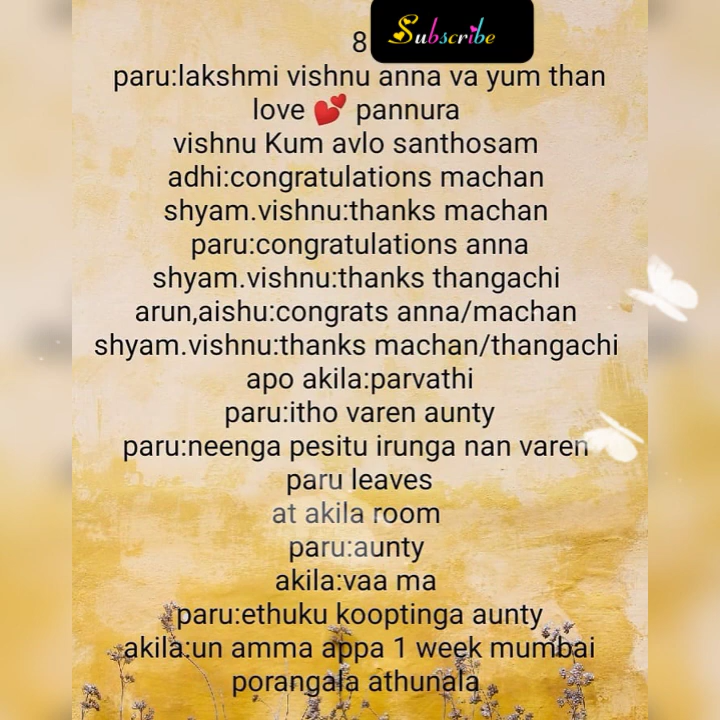 8
Subscribe
paru:lakshmi vishnu anna va yum than
love 💕 pannura
vishnu Kum avlo santhosam
adhi:congratulations machan
shyam.vishnu:thanks machan
paru:congratulations anna
shyam.vishnu:thanks thangachi
arun,aishu:congrats anna/machan
shyam.vishnu:thanks machan/thangachi
apo akila:parvathi
paru:itho varen aunty
paru:neenga pesitu irunga nan varen
paru leaves
at akila room
paru:aunty
akila:vaa ma
paru:ethuku kooptinga aunty
akila:un amma appa 1 week mumbai
porangala athunala